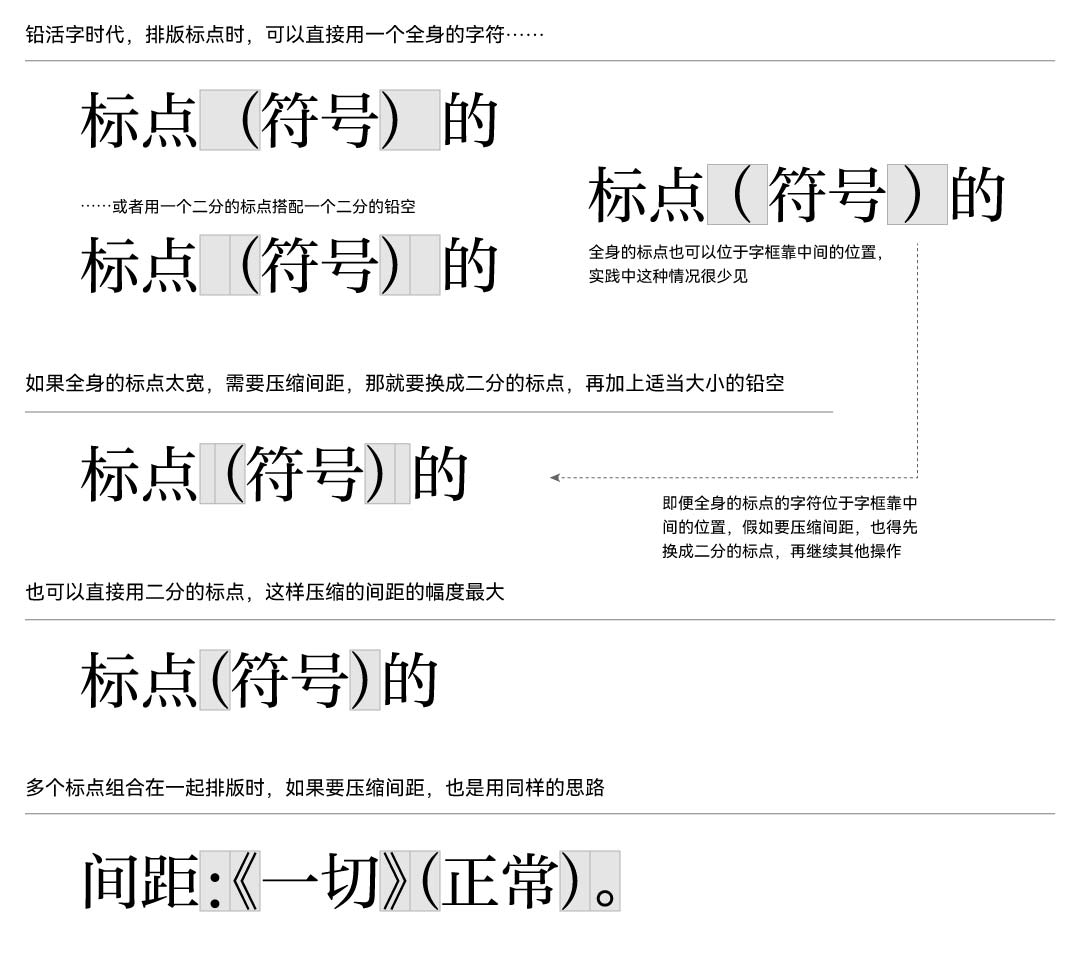 铅活字时代，排版标点时，可以直接用一个全身的字符……
标点（符号）的
……或者用一个二分的标点搭配一个二分的铅空
标点（符号）的
标点（符号）的
全身的标点也可以位于字框靠中间的位置，
实践中这种情况很少见
如果全身的标点太宽，需要压缩间距，那就要换成二分的标点，再加上适当大小的铅空
标点（符号）的
即便全身的标点的字符位于字框靠中
间的位置，假如要压缩间距，也得先
换成二分的标点，再继续其他操作
也可以直接用二分的标点，这样压缩的间距的幅度最大
标点（符号）的
多个标点组合在一起排版时，如果要压缩间距，也是用同样的思路
间距：《一切》（正常）。